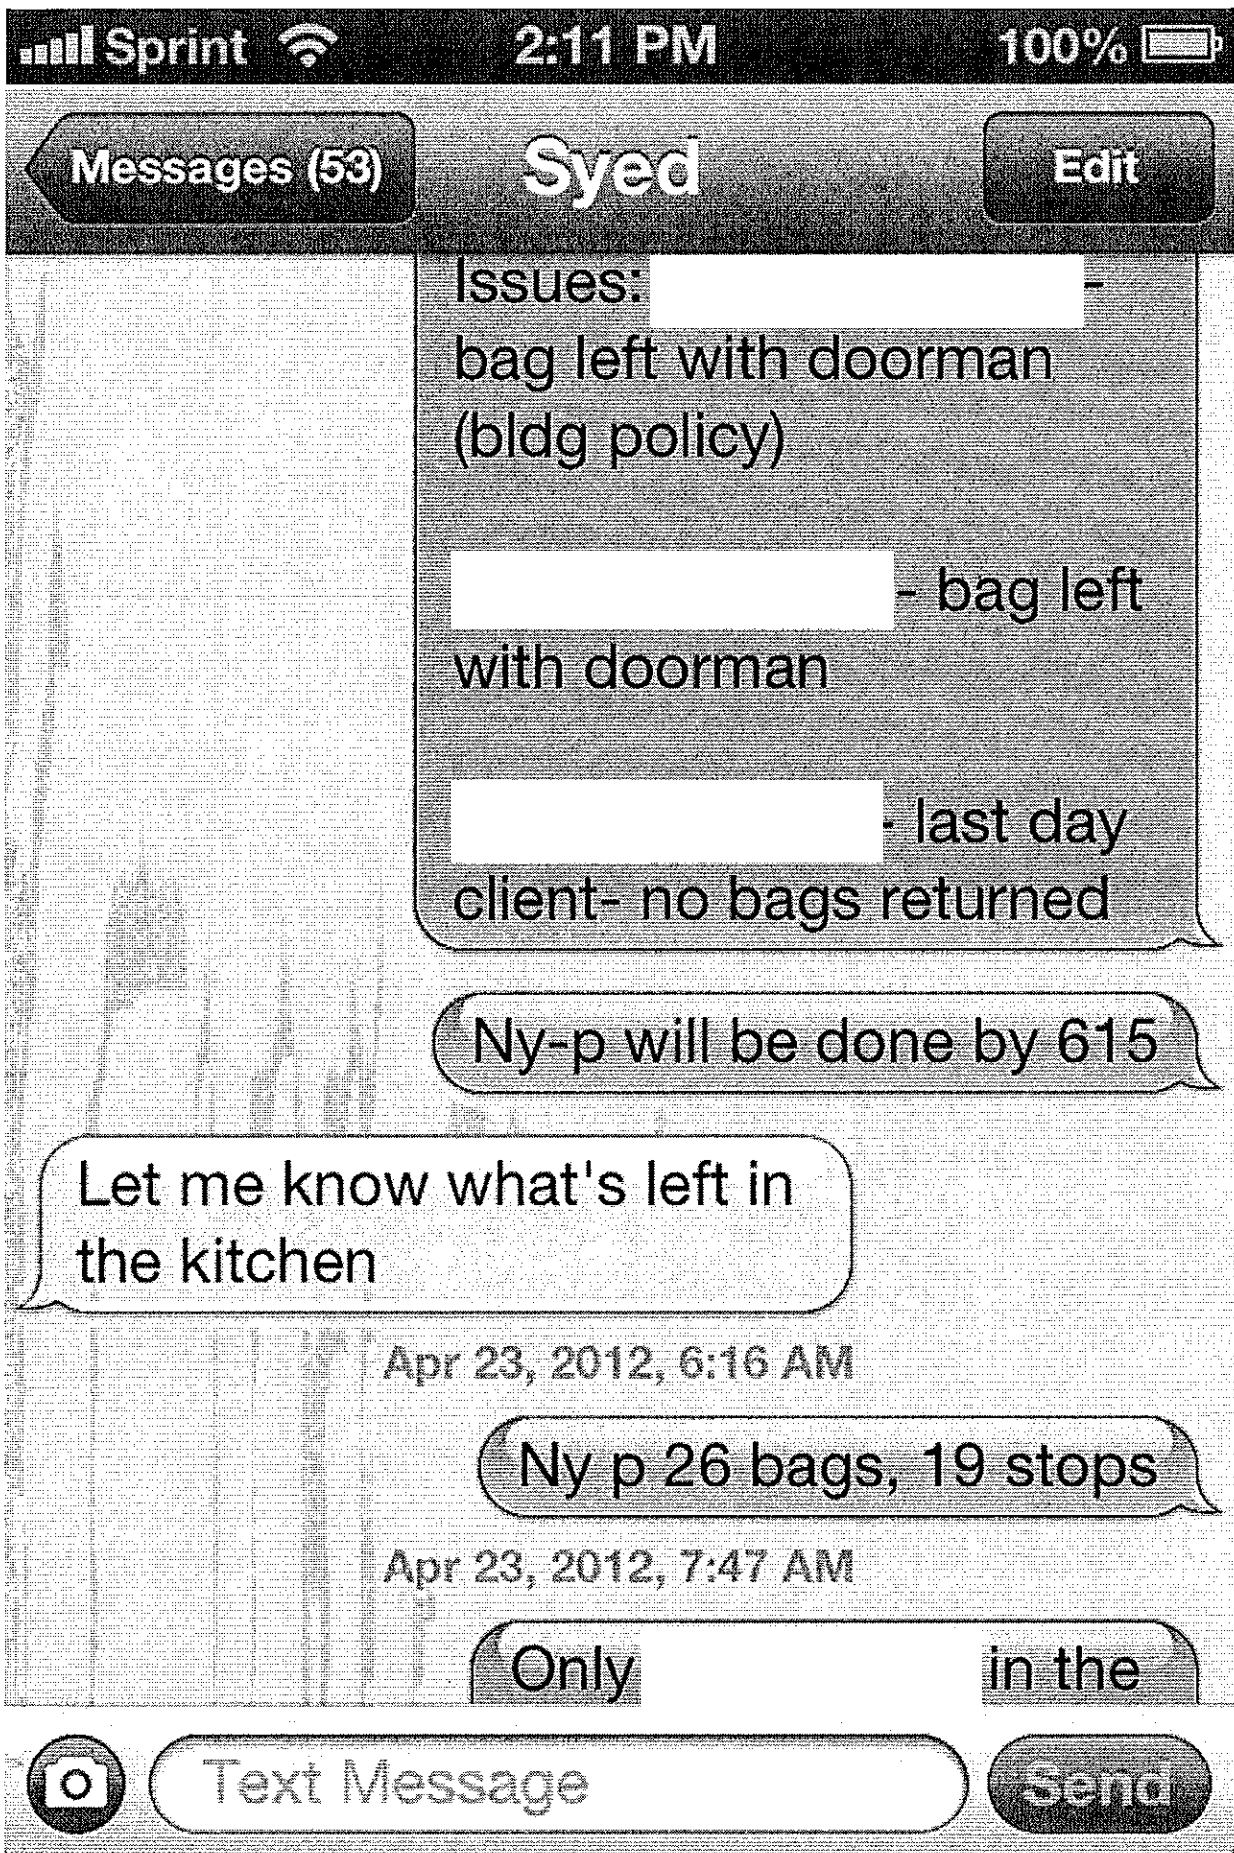 Sprint 2:11 PM 100%
Messages (53) Syed Edit
Issues: -
bag left with doorman
(bldg policy)
- bag left
with doorman
- last day
client- no bags returned
Ny-p will be done by 615
Let me know what's left in
the kitchen
Apr 23, 2012, 6:16 AM
Ny p 26 bags, 19 stops
Apr 23, 2012, 7:47 AM
Only in the
Text Message Send